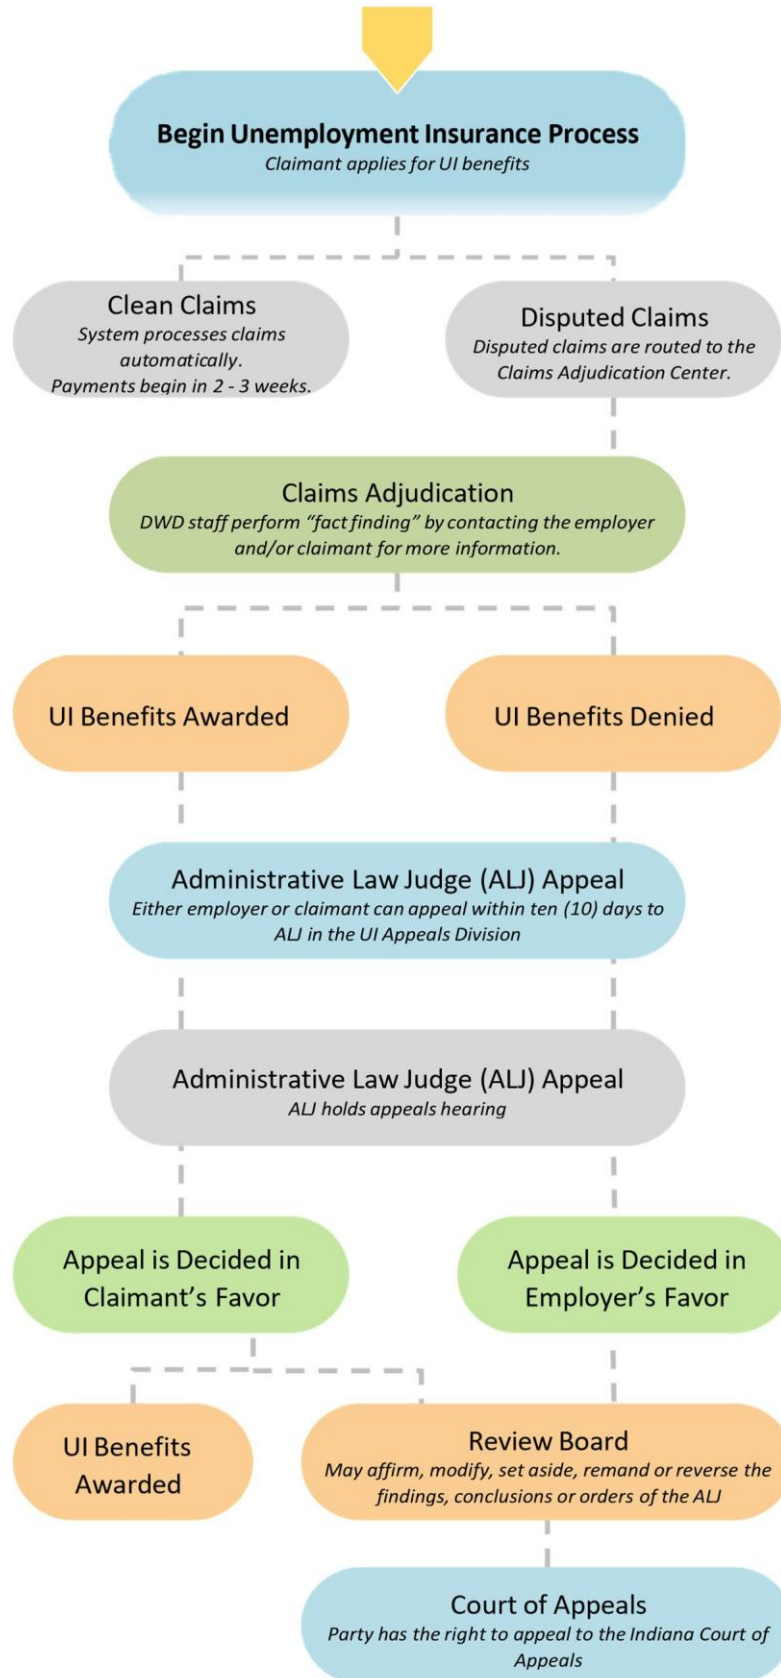 Begin Unemployment Insurance Process
Claimant applies for UI benefits
Clean Claims
System processes claims
automatically.
Payments begin in 2 - 3 weeks.
Disputed Claims
Disputed claims are routed to the
Claims Adjudication Center.
Claims Adjudication
DWD staff perform “fact finding” by contacting the employer
and/or claimant for more information.
UI Benefits Awarded
UI Benefits Denied
Administrative Law Judge (ALJ) Appeal
Either employer or claimant can appeal within ten (10) days to
ALJ in the UI Appeals Division
Administrative Law Judge (ALJ) Appeal
ALJ holds appeals hearing
Appeal is Decided in
Claimant’s Favor
Appeal is Decided in
Employer’s Favor
UI Benefits
Awarded
Review Board
May affirm, modify, set aside, remand or reverse the
findings, conclusions or orders of the ALJ
Court of Appeals
Party has the right to appeal to the Indiana Court of
Appeals